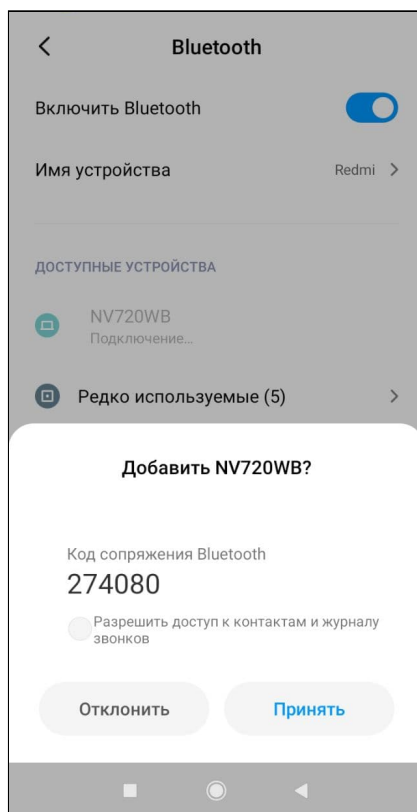 Bluetooth
Включить Bluetooth
Имя устройства Redmi
ДОСТУПНЫЕ УСТРОЙСТВА
NV720WB
Подключение...
Редко используемые (5)
Добавить NV720WB?
Код сопряжения Bluetooth
274080
Разрешить доступ к контактам и журналу
звонков
Отклонить Принять